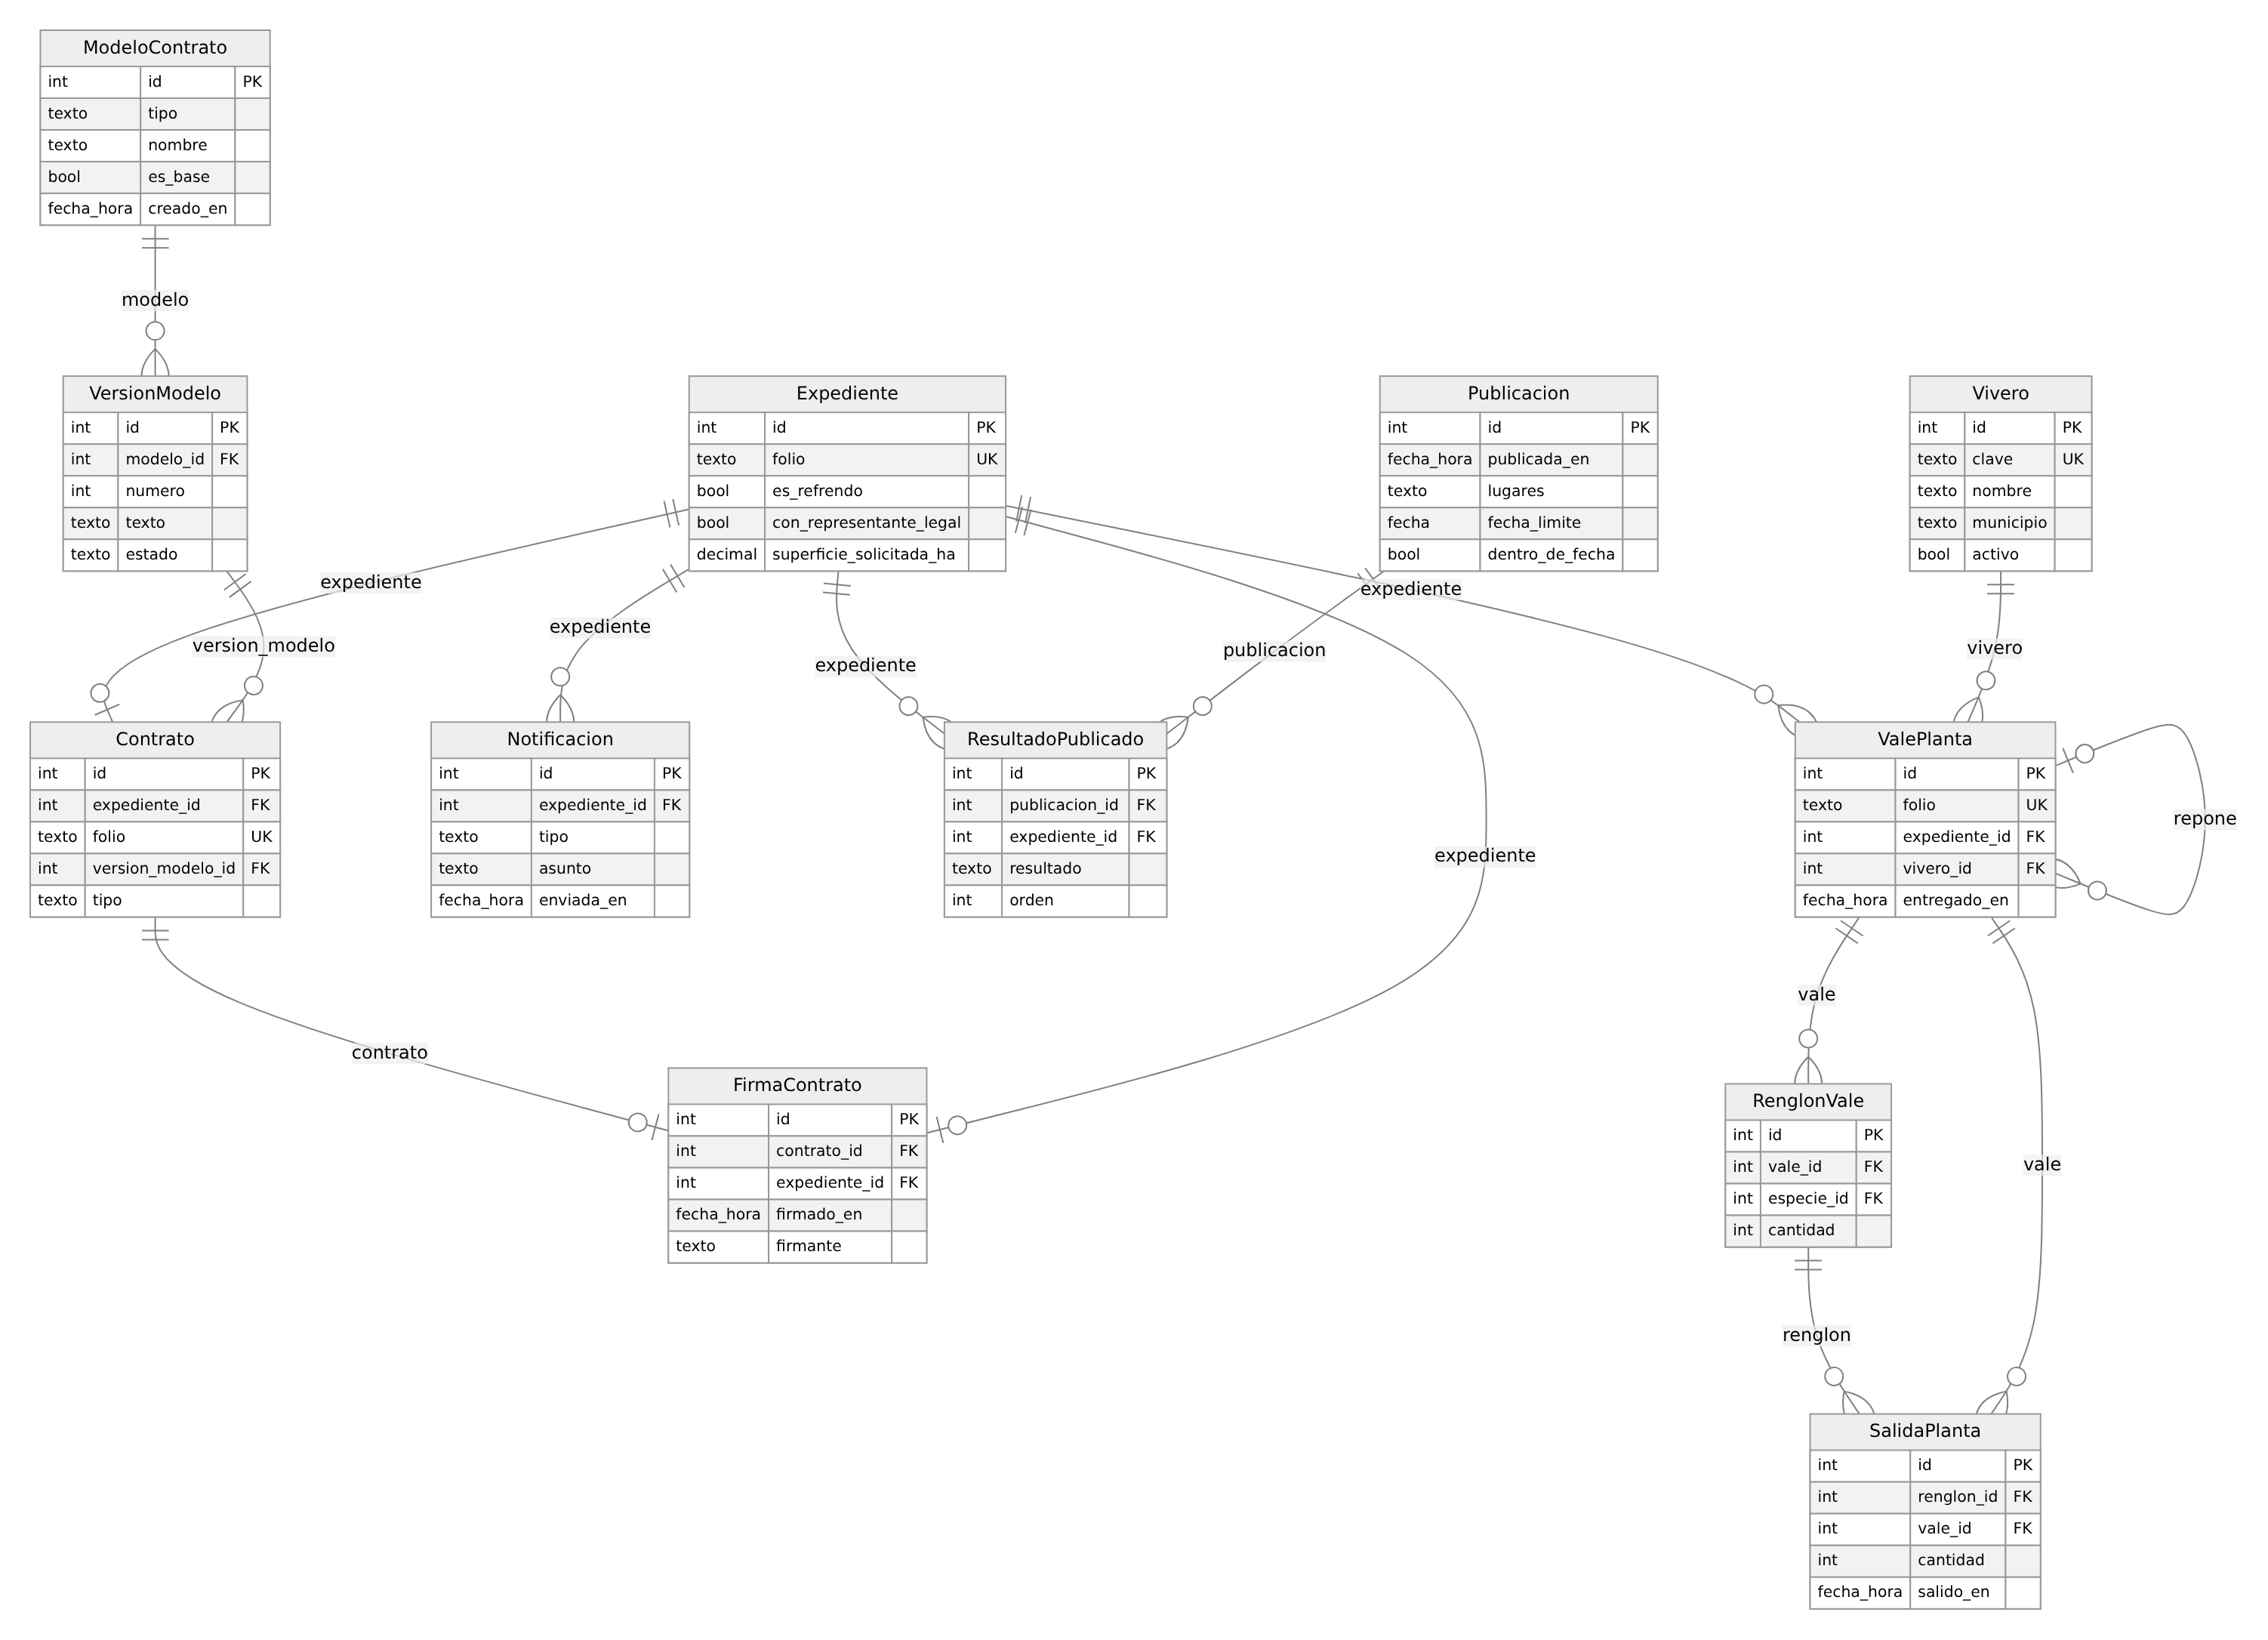 ModeloContrato
int id PK
texto tipo
texto nombre
bool es_base
fecha_hora creado_en
modelo
VersionModelo
int id PK
int modelo_id FK
int numero
texto texto
texto estado
Expediente
int id PK
texto folio UK
bool es_refrendo
bool con_representante_legal
decimal superficie_solicitada_ha
Publicacion
int id PK
fecha_hora publicada_en
texto lugares
fecha fecha_limite
bool dentro_de_fecha
Vivero
int id PK
texto clave UK
texto nombre
texto municipio
bool activo
expediente
version_modelo
expediente
expediente
publicacion
expediente
vivero
Contrato
int id PK
int expediente_id FK
texto folio UK
int version_modelo_id FK
texto tipo
Notificacion
int id PK
int expediente_id FK
texto tipo
texto asunto
fecha_hora enviada_en
ResultadoPublicado
int id PK
int publicacion_id FK
int expediente_id FK
texto resultado
int orden
expediente
ValePlanta
int id PK
texto folio UK
int expediente_id FK
int vivero_id FK
fecha_hora entregado_en
repone
contrato
vale
vale
FirmaContrato
int id PK
int contrato_id FK
int expediente_id FK
fecha_hora firmado_en
texto firmante
RenglonVale
int id PK
int vale_id FK
int especie_id FK
int cantidad
renglon
SalidaPlanta
int id PK
int renglon_id FK
int vale_id FK
int cantidad
fecha_hora salido_en